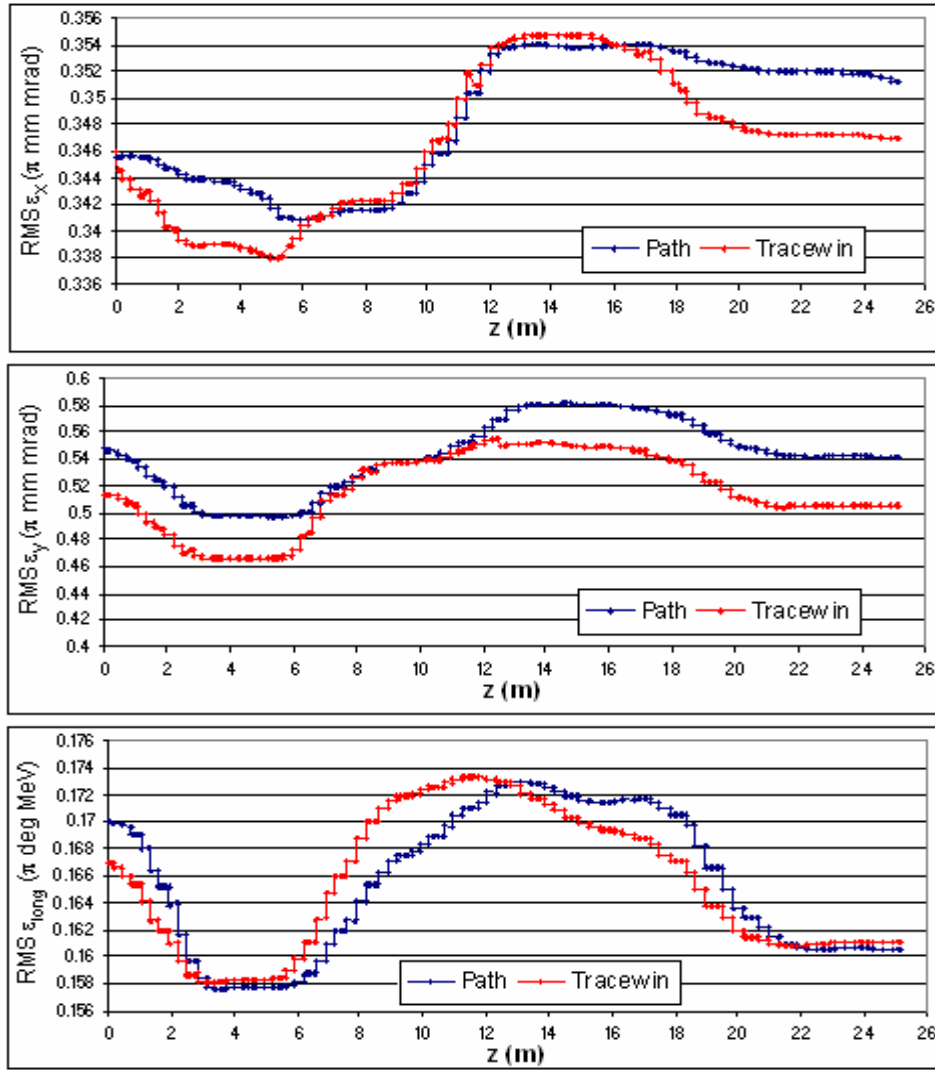 0.356
0.354
0.352
0.35
0.348
0.346
0.344
0.342
0.34
0.338
0.336
RMS εx (π mm mrad)
Path Tracewin
0 2 4 6 8 10 12 14 16 18 20 22 24 26
z (m)
0.6
0.58
0.56
0.54
0.52
0.5
0.48
0.46
0.44
0.42
0.4
RMS εy (π mm mrad)
Path Tracewin
0 2 4 6 8 10 12 14 16 18 20 22 24 26
z (m)
0.176
0.174
0.172
0.17
0.168
0.166
0.164
0.162
0.16
0.158
0.156
RMS εlong (π deg MeV)
Path Tracewin
0 2 4 6 8 10 12 14 16 18 20 22 24 26
z (m)